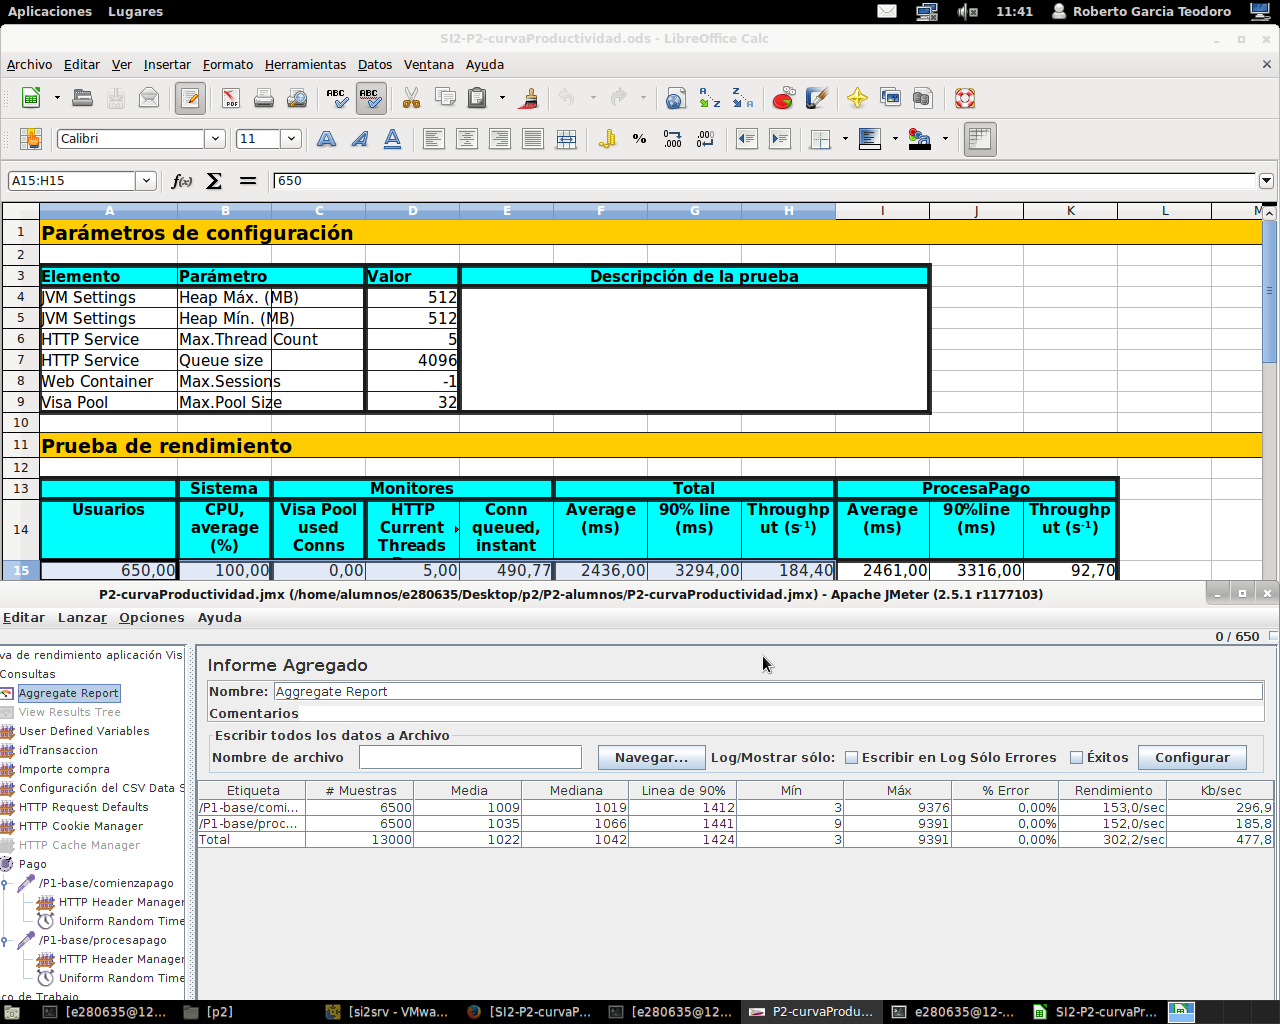 Aplicaciones Lugares 11:41 Roberto Garcia Teodoro
SI2-P2-curvaProductividad.ods - LibreOffice Calc
Archivo Editar Ver Insertar Formato Herramientas Datos Ventana Ayuda
Calibri 11
A15:H15 650
A B C D E F G H I J K L M
1 Parámetros de configuración
2
3 Elemento Parámetro Valor Descripción de la prueba
4 JVM Settings Heap Máx. (MB) 512
5 JVM Settings Heap Mín. (MB) 512
6 HTTP Service Max.Thread Count 5
7 HTTP Service Queue size 4096
8 Web Container Max.Sessions -1
9 Visa Pool Max.Pool Size 32
10
11 Prueba de rendimiento
12
13 Sistema Monitores Total ProcesaPago
14 Usuarios CPU, average (%) Visa Pool used Conns HTTP Current Threads Conn queued, instant Average (ms) 90% line (ms) Throughput (s⁻¹) Average (ms) 90%line (ms) Throughput (s⁻¹)
15 650,00 100,00 0,00 5,00 490,77 2436,00 3294,00 184,40 2461,00 3316,00 92,70
P2-curvaProductividad.jmx (/home/alumnos/e280635/Desktop/p2/P2-alumnos/P2-curvaProductividad.jmx) - Apache JMeter (2.5.1 r1177103)
Editar Lanzar Opciones Ayuda
0 / 650
va de rendimiento aplicación Vis
Consultas
Aggregate Report
View Results Tree
User Defined Variables
idTransaccion
Importe compra
Configuración del CSV Data S
HTTP Request Defaults
HTTP Cookie Manager
HTTP Cache Manager
Pago
/P1-base/comienzapago
HTTP Header Manager
Uniform Random Time
/P1-base/procesapago
HTTP Header Manager
Uniform Random Time
co de Trabajo
Informe Agregado
Nombre: Aggregate Report
Comentarios
Escribir todos los datos a Archivo
Nombre de archivo Navegar... Log/Mostrar sólo: Escribir en Log Sólo Errores Éxitos Configurar
Etiqueta # Muestras Media Mediana Linea de 90% Mín Máx % Error Rendimiento Kb/sec
/P1-base/comi... 6500 1009 1019 1412 3 9376 0,00% 153,0/sec 296,9
/P1-base/proc... 6500 1035 1066 1441 9 9391 0,00% 152,0/sec 185,8
Total 13000 1022 1042 1424 3 9391 0,00% 302,2/sec 477,8
[e280635@12... [p2] [si2srv - VMwa... [SI2-P2-curvaP... [e280635@12... P2-curvaProdu... e280635@12-... SI2-P2-curvaPr...